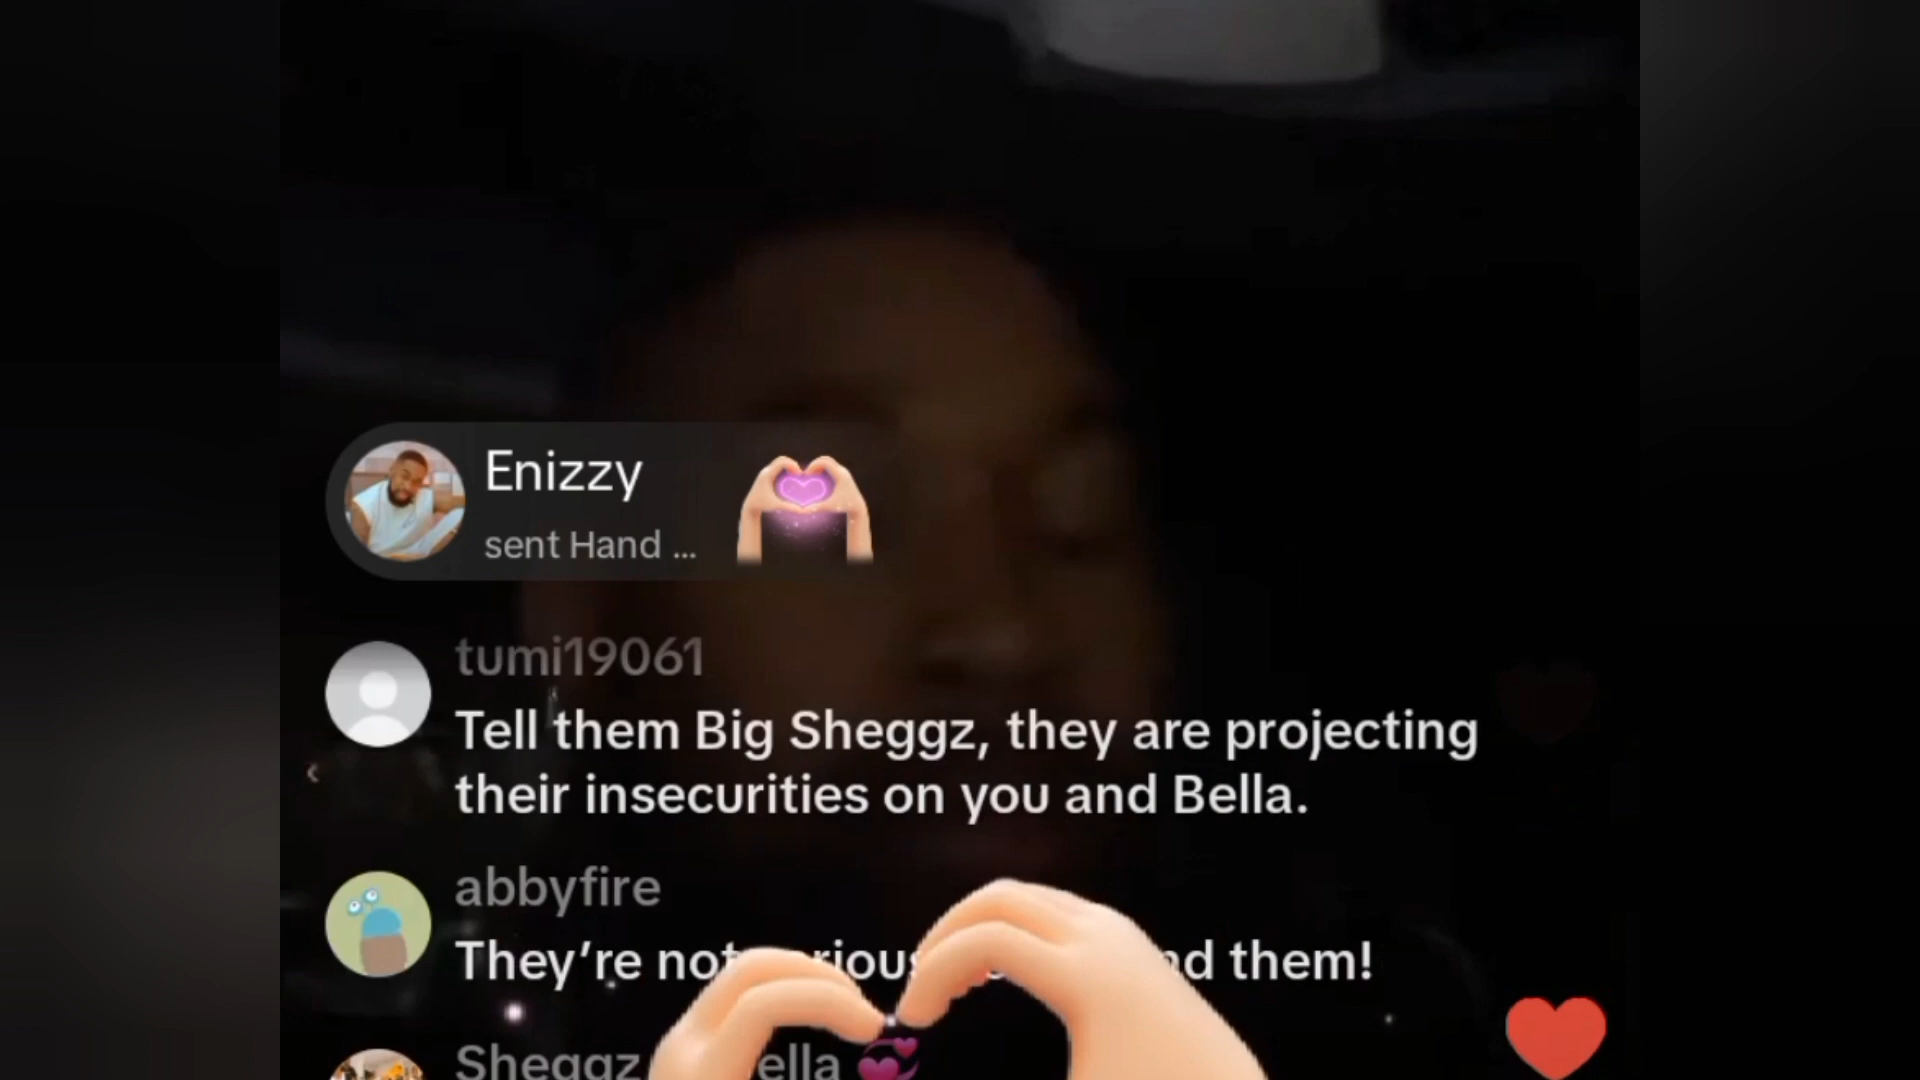 Enizzy
sent Hand ...
tumi19061
Tell them Big Sheggz, they are projecting
their insecurities on you and Bella.
abbyfire
They’re not them!
Sheggz